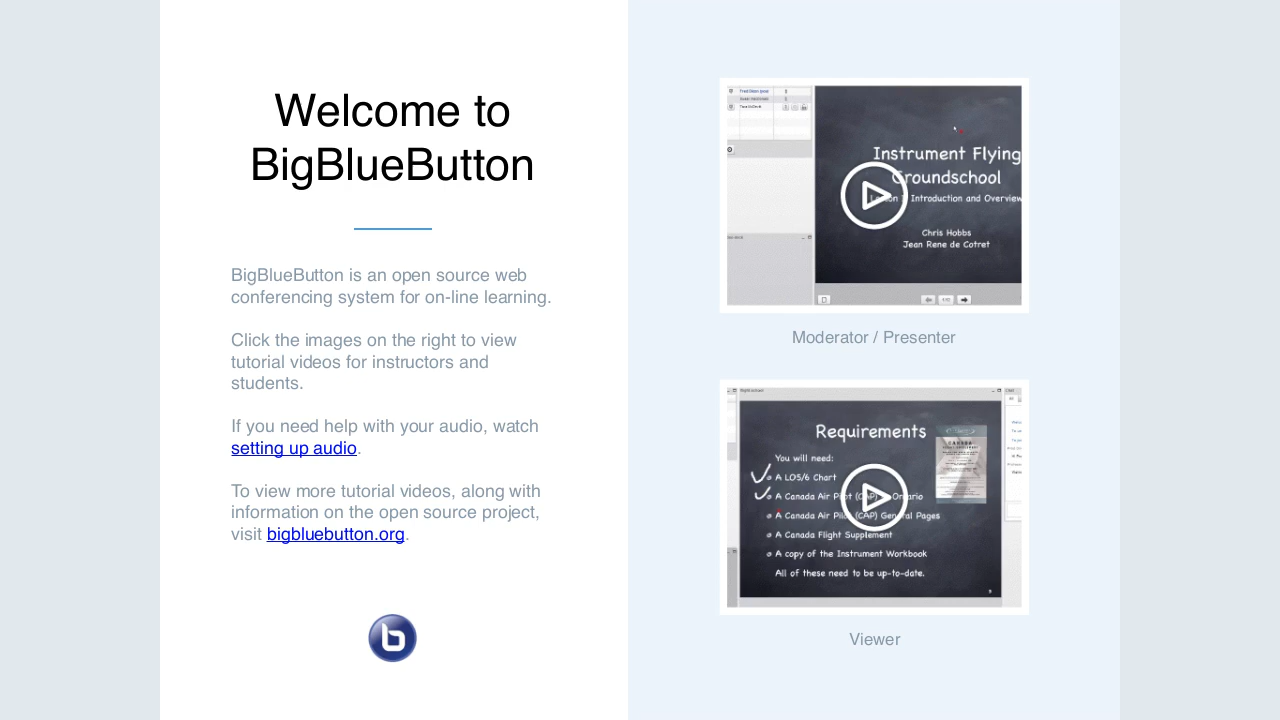 Welcome to
BigBlueButton
BigBlueButton is an open source web
conferencing system for on-line learning.
Click the images on the right to view
tutorial videos for instructors and
students.
If you need help with your audio, watch
setting up audio.
To view more tutorial videos, along with
information on the open source project,
visit bigbluebutton.org.
Instrument Flying
Groundschool
Introduction and Overview
Chris Hobbs
Jean Rene de Cotret
Moderator / Presenter
Requirements
CANADA
You will need:
A LO5/6 Chart
A Canada Air Pilot (CAP) Ontario
A Canada Air Pilot (CAP) General Pages
A Canada Flight Supplement
A copy of the Instrument Workbook
All of these need to be up-to-date.
Viewer